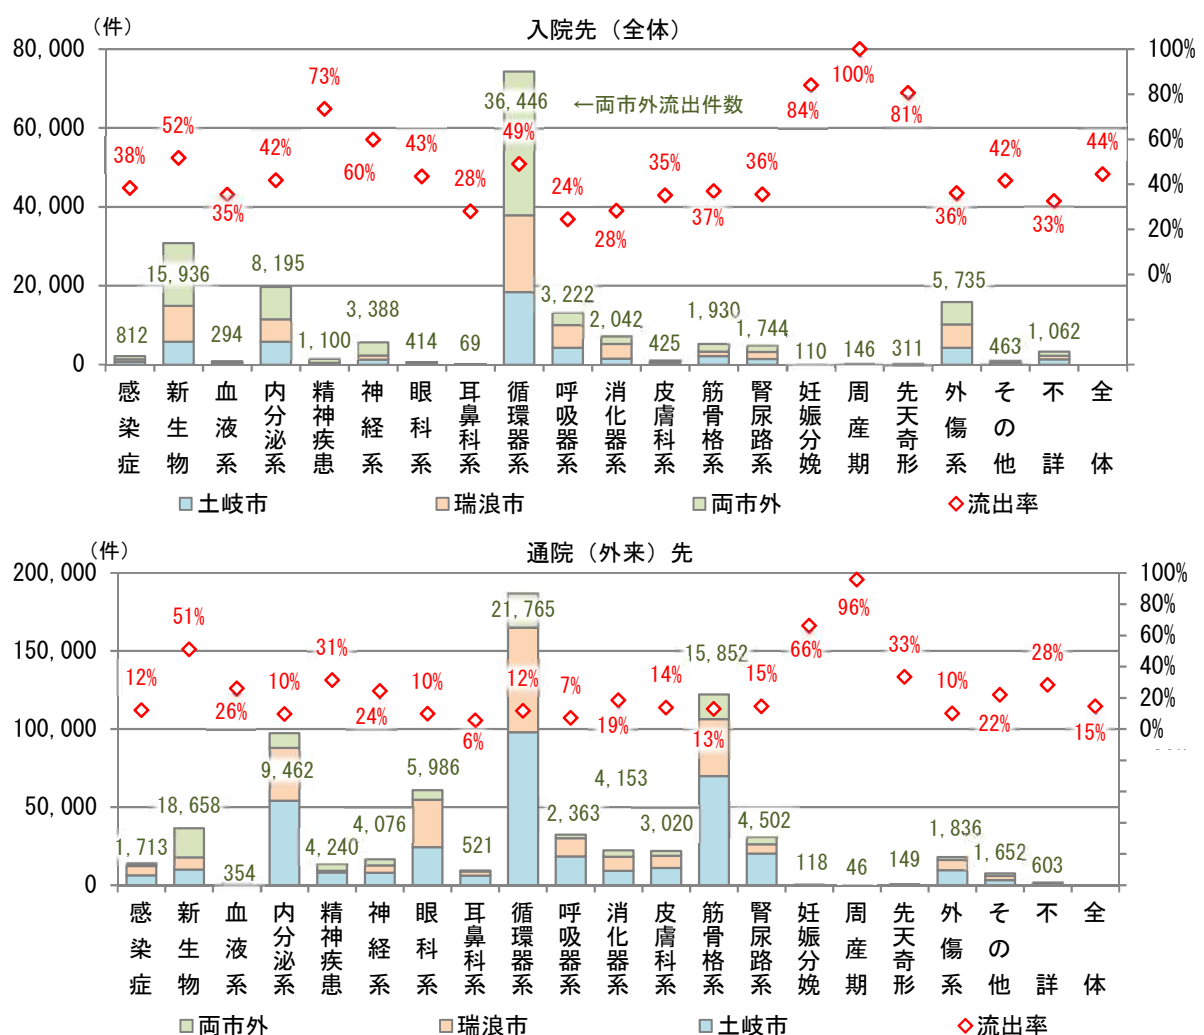 (件)
入院先（全体）
80,000
60,000
40,000
20,000
0
100%
80%
60%
40%
20%
0%
38%
52%
35%
42%
73%
60%
43%
28%
49%
24%
28%
35%
37%
36%
84%
100%
81%
36%
42%
33%
44%
←両市外流出件数
812
15,936
294
8,195
1,100
3,388
414
69
36,446
3,222
2,042
425
1,930
1,744
110
146
311
5,735
463
1,062
感染症
新生物
血液系
内分泌系
精神疾患
神経系
眼科系
耳鼻科系
循環器系
呼吸器系
消化器系
皮膚科系
筋骨格系
腎尿路系
妊娠分娩
周産期
先天奇形
外傷系
その他
不詳
全体
土岐市 瑞浪市 両市外 流出率
(件)
通院（外来）先
200,000
150,000
100,000
50,000
0
100%
80%
60%
40%
20%
0%
12%
51%
26%
10%
31%
24%
10%
6%
12%
7%
19%
14%
13%
15%
66%
96%
33%
10%
22%
28%
15%
1,713
18,658
354
9,462
4,240
4,076
5,986
521
21,765
2,363
4,153
3,020
15,852
4,502
118
46
149
1,836
1,652
603
感染症
新生物
血液系
内分泌系
精神疾患
神経系
眼科系
耳鼻科系
循環器系
呼吸器系
消化器系
皮膚科系
筋骨格系
腎尿路系
妊娠分娩
周産期
先天奇形
外傷系
その他
不詳
全体
両市外 瑞浪市 土岐市 流出率